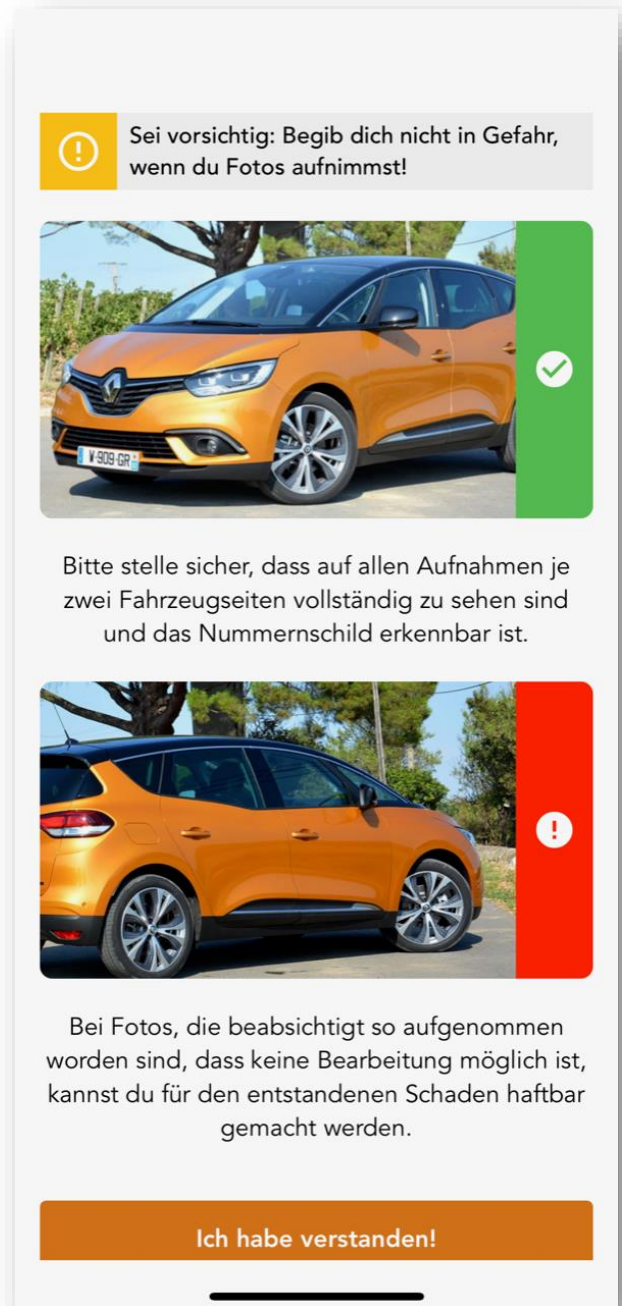 Sei vorsichtig: Begib dich nicht in Gefahr,
wenn du Fotos aufnimmst!
W-909-GR
Bitte stelle sicher, dass auf allen Aufnahmen je
zwei Fahrzeugseiten vollständig zu sehen sind
und das Nummernschild erkennbar ist.
Bei Fotos, die beabsichtigt so aufgenommen
worden sind, dass keine Bearbeitung möglich ist,
kannst du für den entstandenen Schaden haftbar
gemacht werden.
Ich habe verstanden!